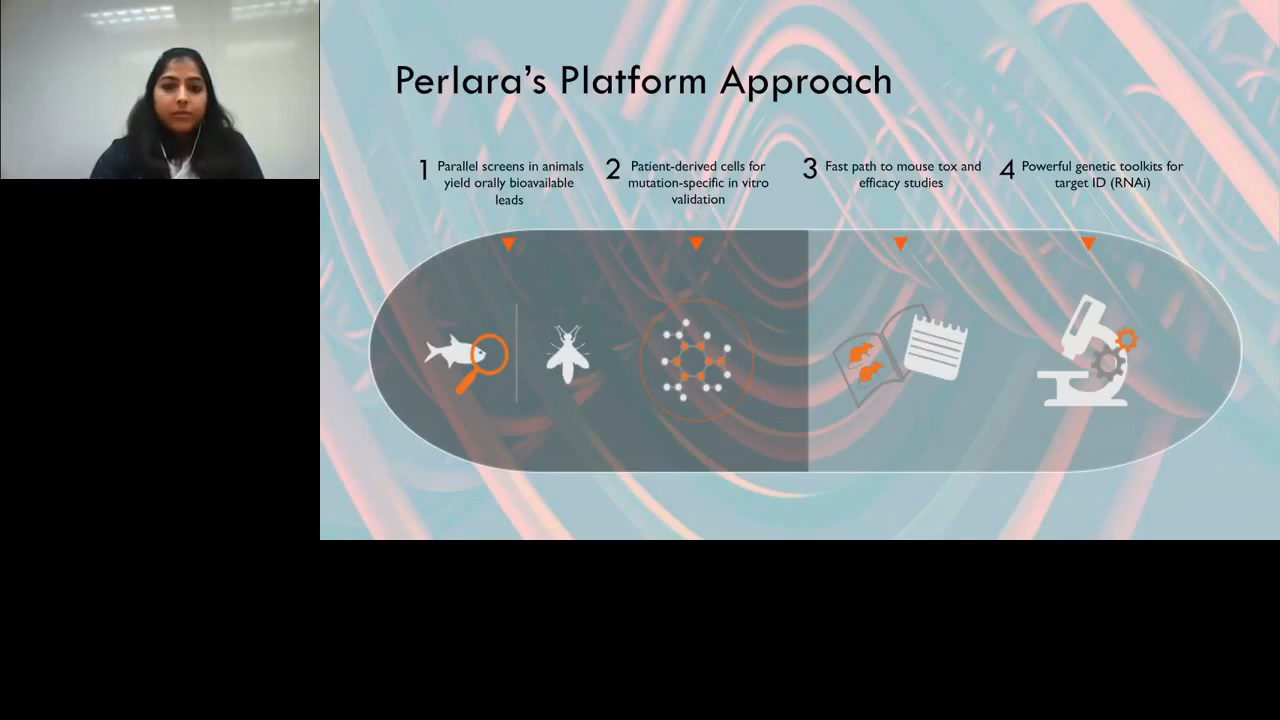 Perlara's Platform Approach
1 Parallel screens in animals
yield orally bioavailable
leads
2 Patient-derived cells for
mutation-specific in vitro
validation
3 Fast path to mouse tox and
efficacy studies
4 Powerful genetic toolkits for
target ID (RNAi)